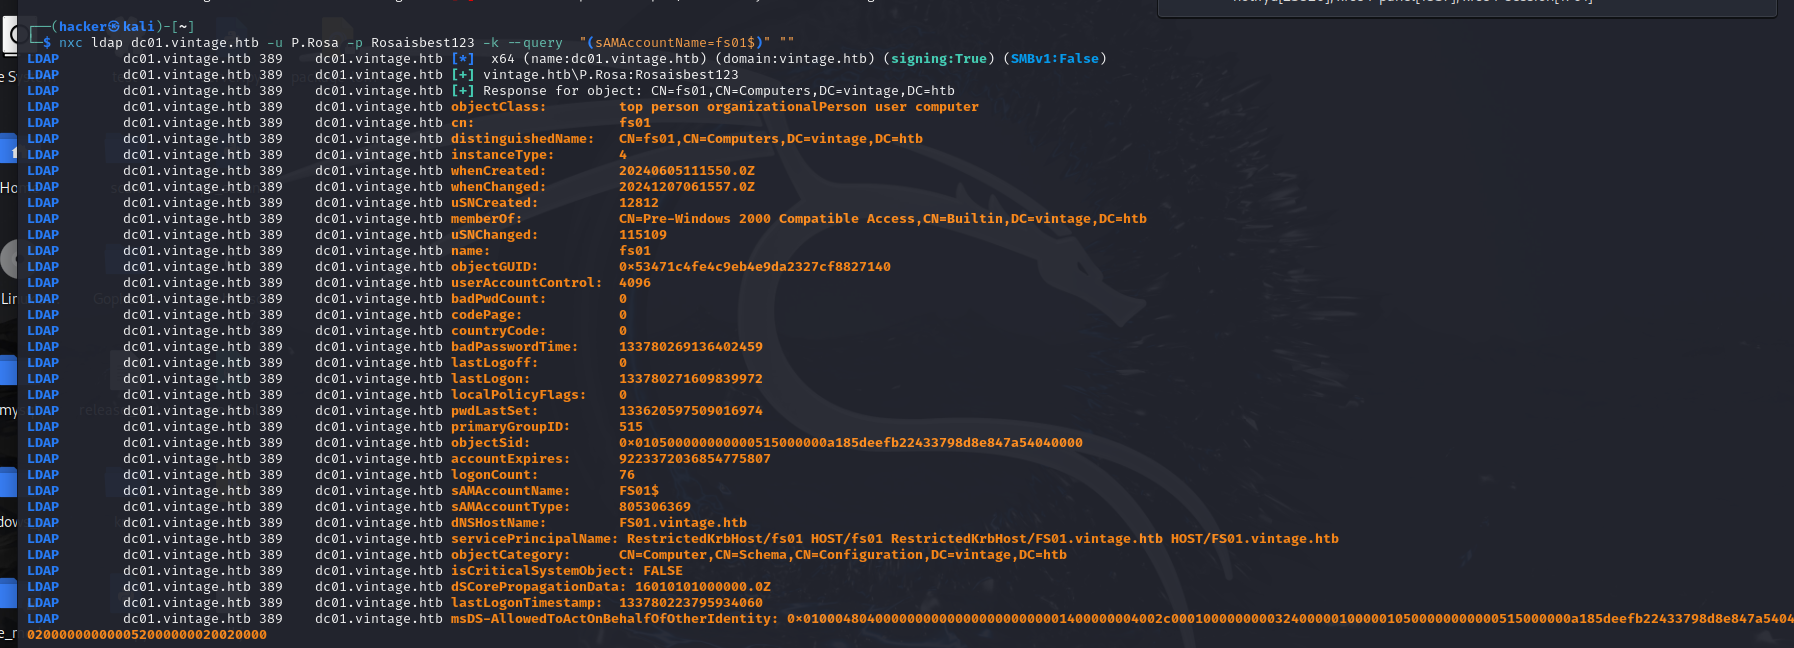 ┌──(hacker㉿kali)-[~]
└─$ nxc ldap dc01.vintage.htb -u P.Rosa -p Rosaisbest123 -k --query  "(sAMAccountName=fs01$)" ""
LDAP dc01.vintage.htb 389 dc01.vintage.htb [*]  x64 (name:dc01.vintage.htb) (domain:vintage.htb) (signing:True) (SMBv1:False)
LDAP dc01.vintage.htb 389 dc01.vintage.htb [+] vintage.htb\P.Rosa:Rosaisbest123
LDAP dc01.vintage.htb 389 dc01.vintage.htb [+] Response for object: CN=fs01,CN=Computers,DC=vintage,DC=htb
LDAP dc01.vintage.htb 389 dc01.vintage.htb objectClass: top person organizationalPerson user computer
LDAP dc01.vintage.htb 389 dc01.vintage.htb cn: fs01
LDAP dc01.vintage.htb 389 dc01.vintage.htb distinguishedName: CN=fs01,CN=Computers,DC=vintage,DC=htb
LDAP dc01.vintage.htb 389 dc01.vintage.htb instanceType: 4
LDAP dc01.vintage.htb 389 dc01.vintage.htb whenCreated: 20240605111550.0Z
LDAP dc01.vintage.htb 389 dc01.vintage.htb whenChanged: 20241207061557.0Z
LDAP dc01.vintage.htb 389 dc01.vintage.htb uSNCreated: 12812
LDAP dc01.vintage.htb 389 dc01.vintage.htb memberOf: CN=Pre-Windows 2000 Compatible Access,CN=Builtin,DC=vintage,DC=htb
LDAP dc01.vintage.htb 389 dc01.vintage.htb uSNChanged: 115109
LDAP dc01.vintage.htb 389 dc01.vintage.htb name: fs01
LDAP dc01.vintage.htb 389 dc01.vintage.htb objectGUID: 0x53471c4fe4c9eb4e9da2327cf8827140
LDAP dc01.vintage.htb 389 dc01.vintage.htb userAccountControl: 4096
LDAP dc01.vintage.htb 389 dc01.vintage.htb badPwdCount: 0
LDAP dc01.vintage.htb 389 dc01.vintage.htb codePage: 0
LDAP dc01.vintage.htb 389 dc01.vintage.htb countryCode: 0
LDAP dc01.vintage.htb 389 dc01.vintage.htb badPasswordTime: 133780269136402459
LDAP dc01.vintage.htb 389 dc01.vintage.htb lastLogoff: 0
LDAP dc01.vintage.htb 389 dc01.vintage.htb lastLogon: 133780271609839972
LDAP dc01.vintage.htb 389 dc01.vintage.htb localPolicyFlags: 0
LDAP dc01.vintage.htb 389 dc01.vintage.htb pwdLastSet: 133620597509016974
LDAP dc01.vintage.htb 389 dc01.vintage.htb primaryGroupID: 515
LDAP dc01.vintage.htb 389 dc01.vintage.htb objectSid: 0x010500000000000515000000a185deefb22433798d8e847a54040000
LDAP dc01.vintage.htb 389 dc01.vintage.htb accountExpires: 9223372036854775807
LDAP dc01.vintage.htb 389 dc01.vintage.htb logonCount: 76
LDAP dc01.vintage.htb 389 dc01.vintage.htb sAMAccountName: FS01$
LDAP dc01.vintage.htb 389 dc01.vintage.htb sAMAccountType: 805306369
LDAP dc01.vintage.htb 389 dc01.vintage.htb dNSHostName: FS01.vintage.htb
LDAP dc01.vintage.htb 389 dc01.vintage.htb servicePrincipalName: RestrictedKrbHost/fs01 HOST/fs01 RestrictedKrbHost/FS01.vintage.htb HOST/FS01.vintage.htb
LDAP dc01.vintage.htb 389 dc01.vintage.htb objectCategory: CN=Computer,CN=Schema,CN=Configuration,DC=vintage,DC=htb
LDAP dc01.vintage.htb 389 dc01.vintage.htb isCriticalSystemObject: FALSE
LDAP dc01.vintage.htb 389 dc01.vintage.htb dSCorePropagationData: 16010101000000.0Z
LDAP dc01.vintage.htb 389 dc01.vintage.htb lastLogonTimestamp: 133780223795934060
LDAP dc01.vintage.htb 389 dc01.vintage.htb msDS-AllowedToActOnBehalfOfOtherIdentity: